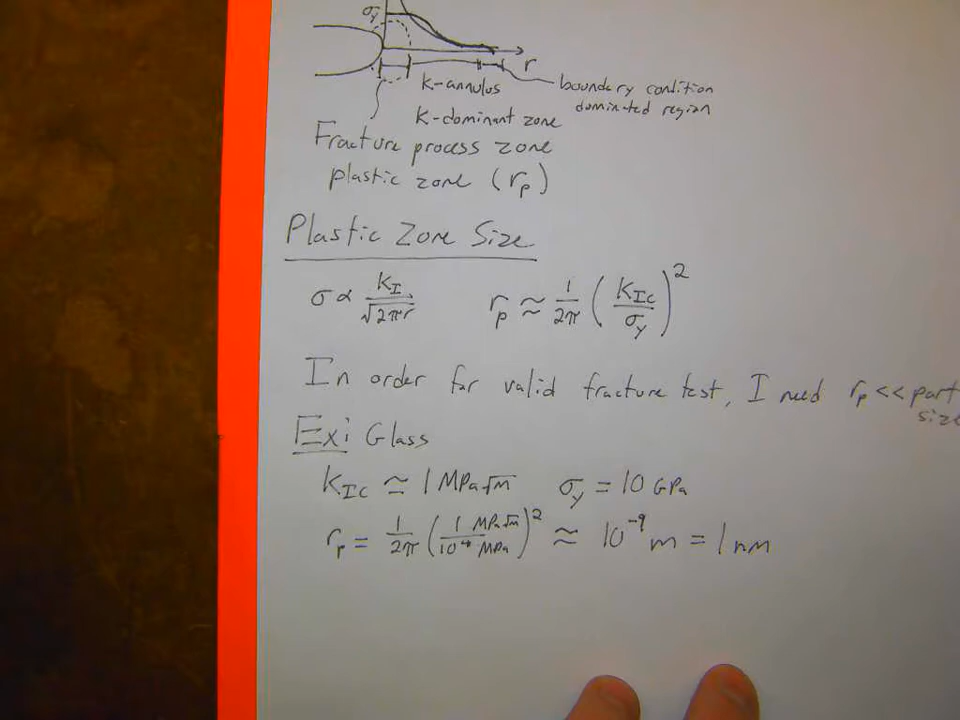 σy
r
K-annulus
boundary condition
dominated region
K-dominant zone
Fracture process zone
plastic zone (rp)
Plastic Zone Size
σ ∝ KI/√2πr    rp ≈ 1/2π (KIc/σy)²
In order for valid fracture test, I need rp << part
size
Ex: Glass
KIc ≃ 1 MPa√m    σy = 10 GPa
rp = 1/2π (1 MPa√m/10⁴ MPa)² ≈ 10⁻⁹ m = 1 nm